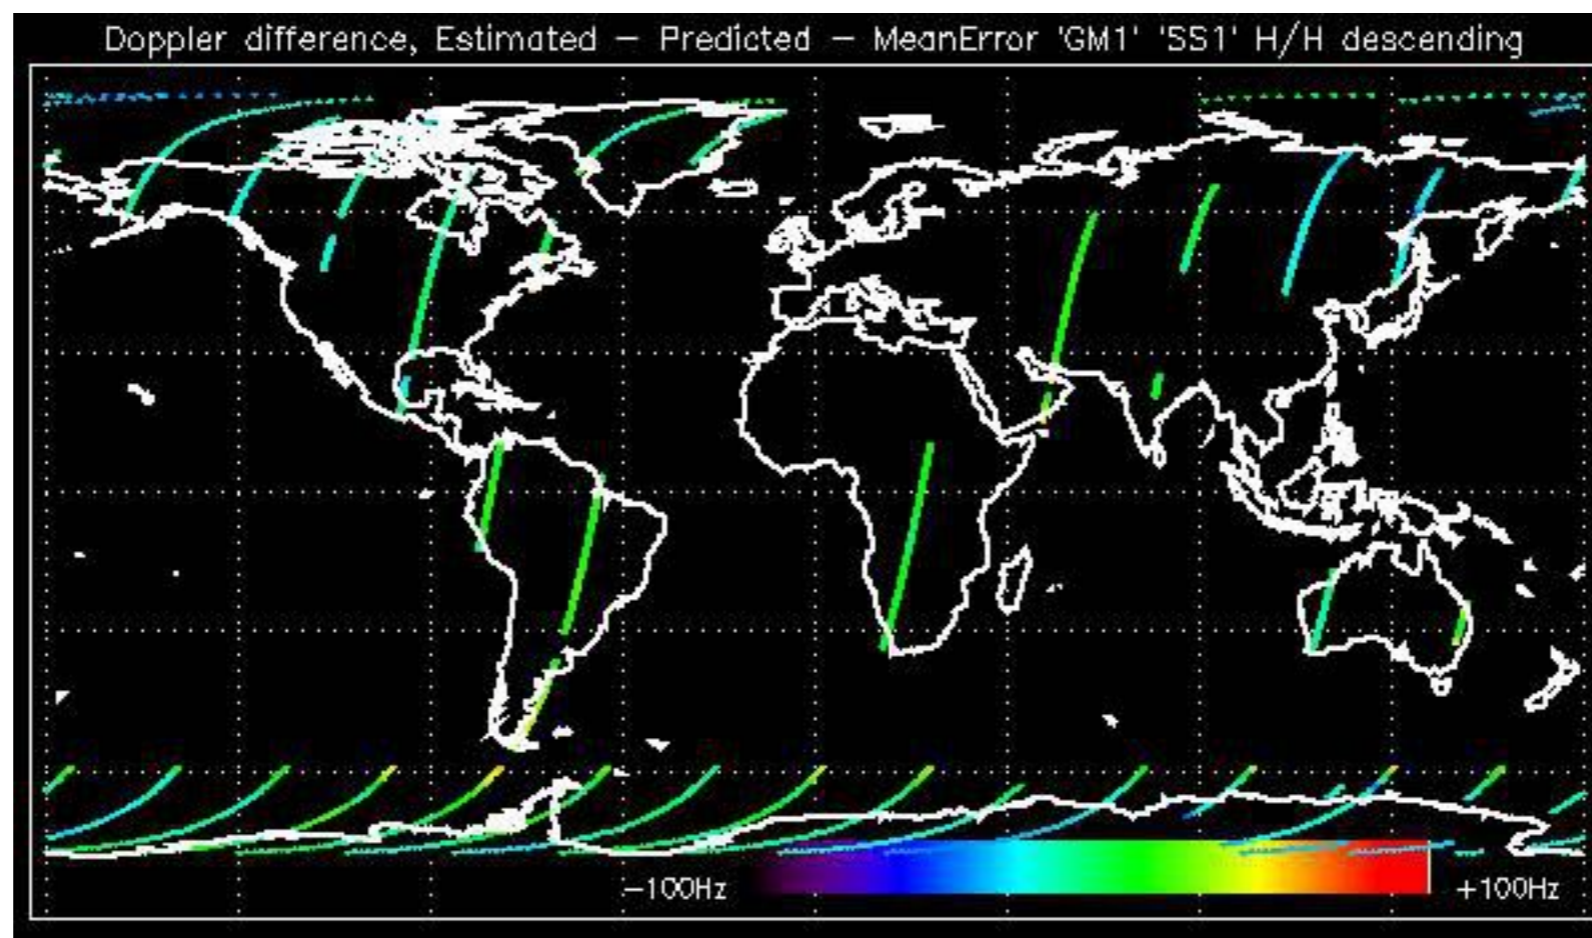 Doppler difference, Estimated – Predicted – MeanError 'GM1' 'SS1' H/H descending
–100Hz +100Hz